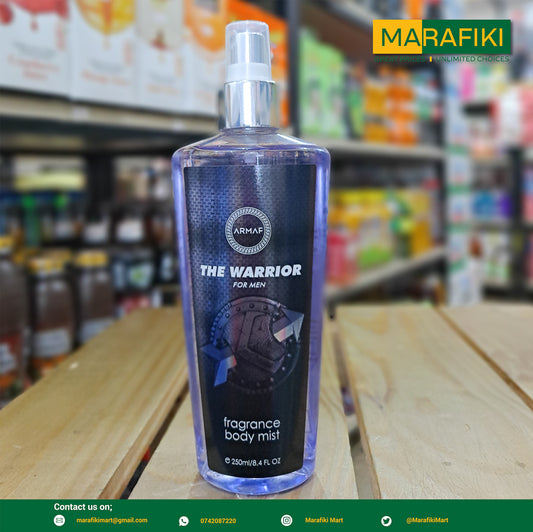 MARAFIKI
UNLIMITED CHOICES
ARMAF
THE WARRIOR
FOR MEN
fragrance
body mist
℮ 250ml/8,4 FL OZ
Contact us on;
marafikimart@gmail.com
0742087220
Marafiki Mart
@MarafikiMart